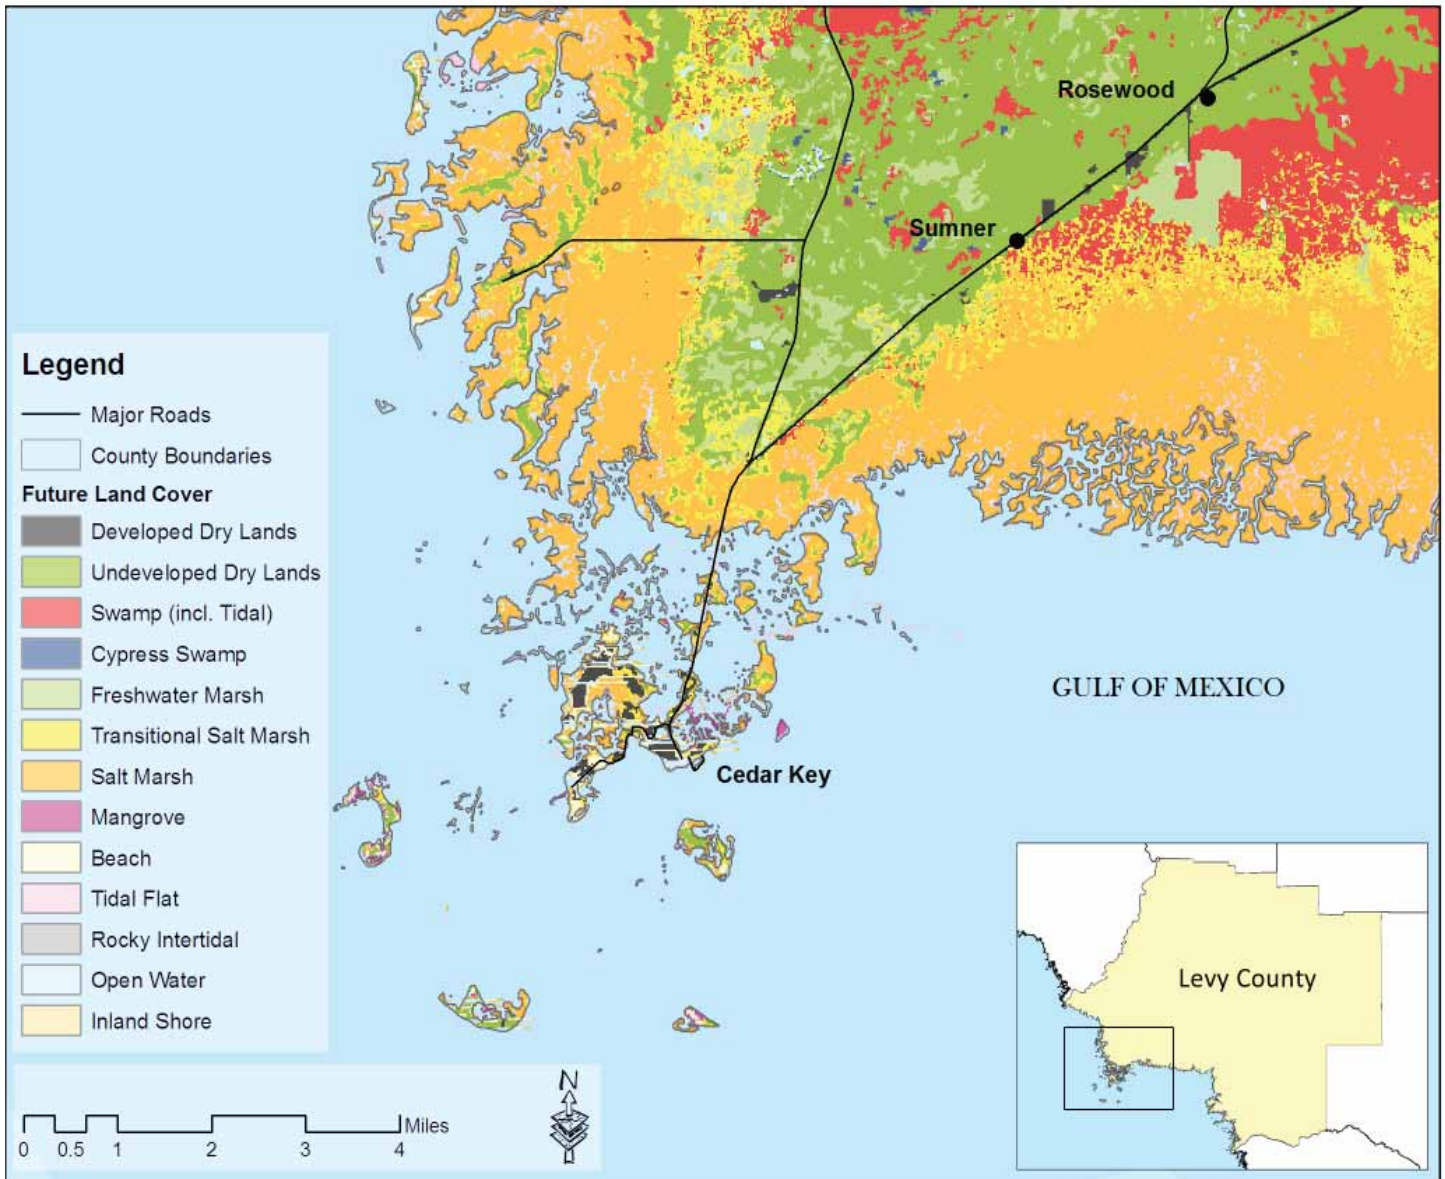 Rosewood
Sumner
Legend
Major Roads
County Boundaries
Future Land Cover
Developed Dry Lands
Undeveloped Dry Lands
Swamp (incl. Tidal)
Cypress Swamp
Freshwater Marsh
Transitional Salt Marsh
Salt Marsh
Mangrove
Beach
Tidal Flat
Rocky Intertidal
Open Water
Inland Shore
GULF OF MEXICO
Cedar Key
Levy County
N
Miles
0 0.5 1 2 3 4